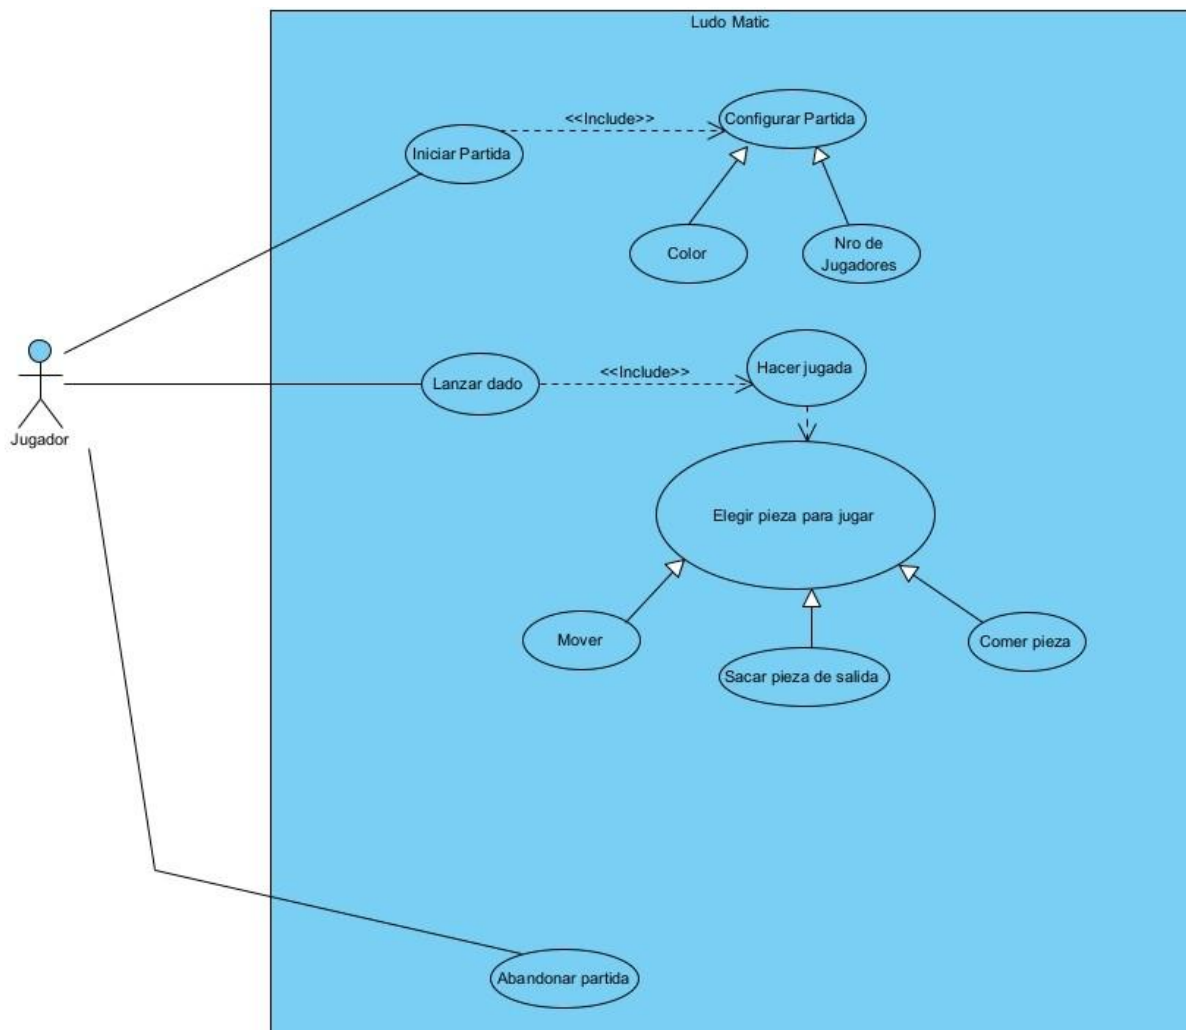 Ludo Matic
<<Include>>
Configurar Partida
Iniciar Partida
Color
Nro de
Jugadores
Jugador
Lanzar dado
<<Include>>
Hacer jugada
Elegir pieza para jugar
Mover
Sacar pieza de salida
Comer pieza
Abandonar partida